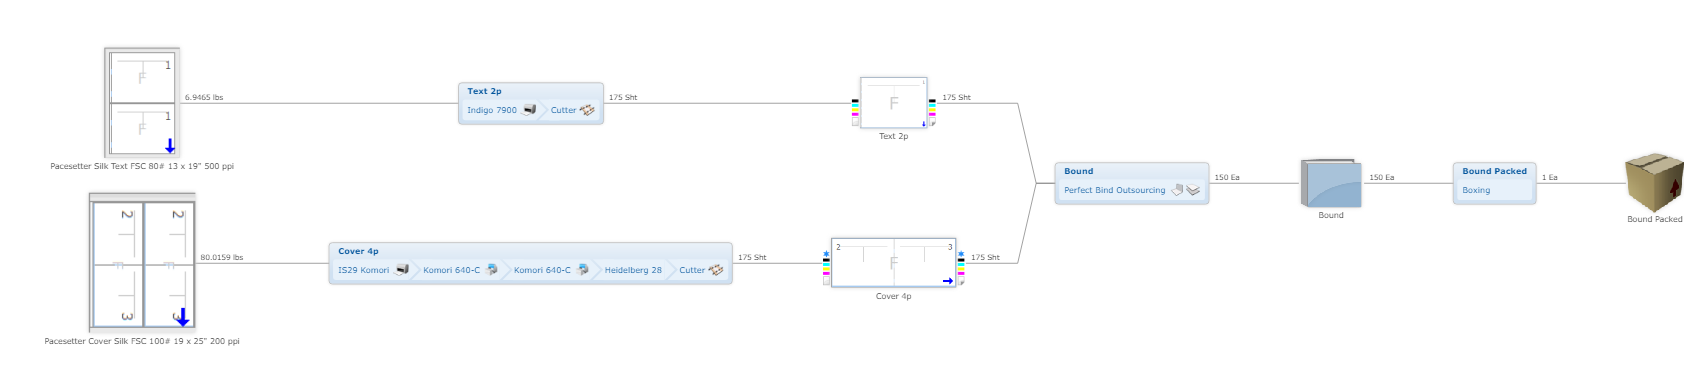 1
F
1
F
6.9465 lbs
Pacesetter Silk Text FSC 80# 13 x 19" 500 ppi
Text 2p
Indigo 7900 Cutter
175 Sht
F
Text 2p
175 Sht
2 2
F F
3 3
80.0159 lbs
Pacesetter Cover Silk FSC 100# 19 x 25" 200 ppi
Cover 4p
IS29 Komori Komori 640-C Komori 640-C Heidelberg 28 Cutter
175 Sht
2 3
F
Cover 4p
175 Sht
Bound
Perfect Bind Outsourcing
150 Ea
Bound
150 Ea
Bound Packed
Boxing
1 Ea
Bound Packed